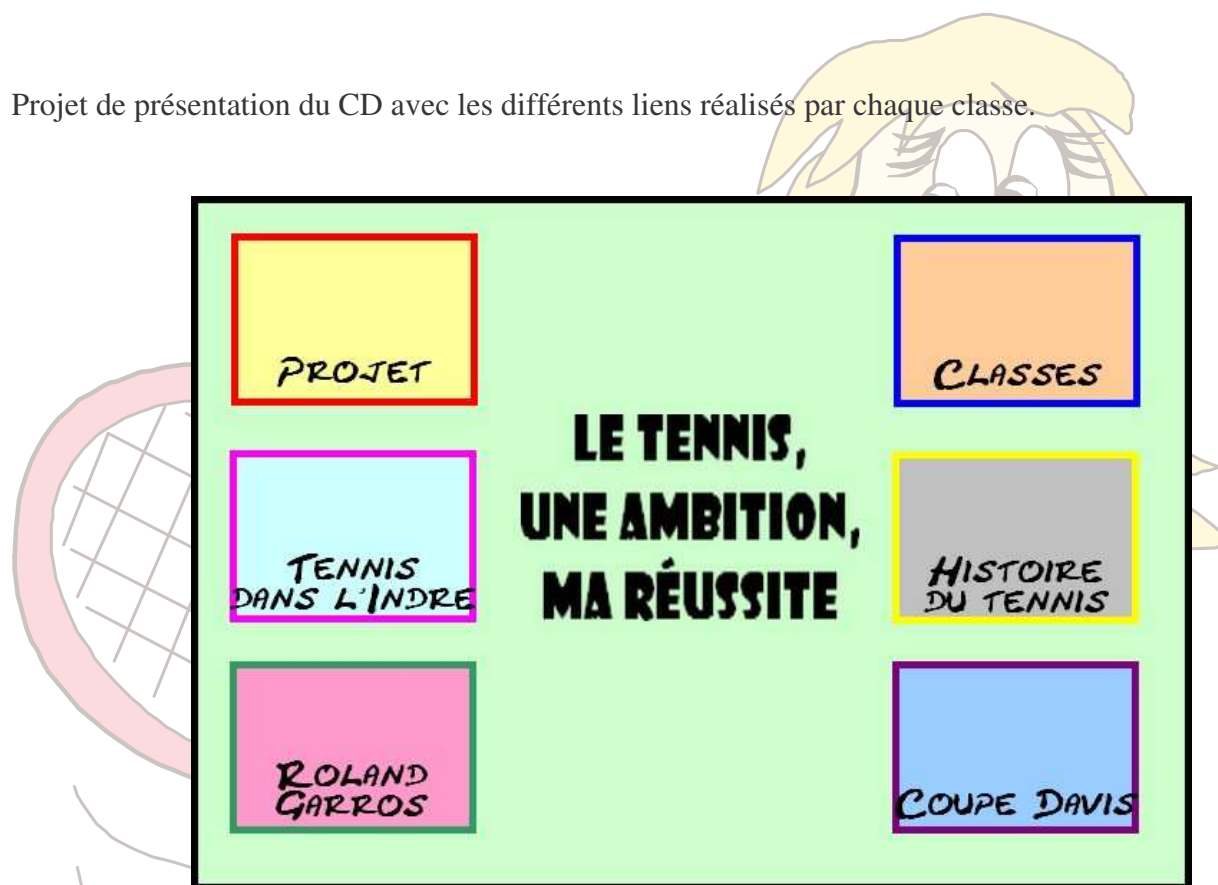 Projet de présentation du CD avec les différents liens réalisés par chaque classe.
PROJET
CLASSES
LE TENNIS,
UNE AMBITION,
MA RÉUSSITE
TENNIS
DANS L'INDRE
HISTOIRE
DU TENNIS
ROLAND
GARROS
COUPE DAVIS